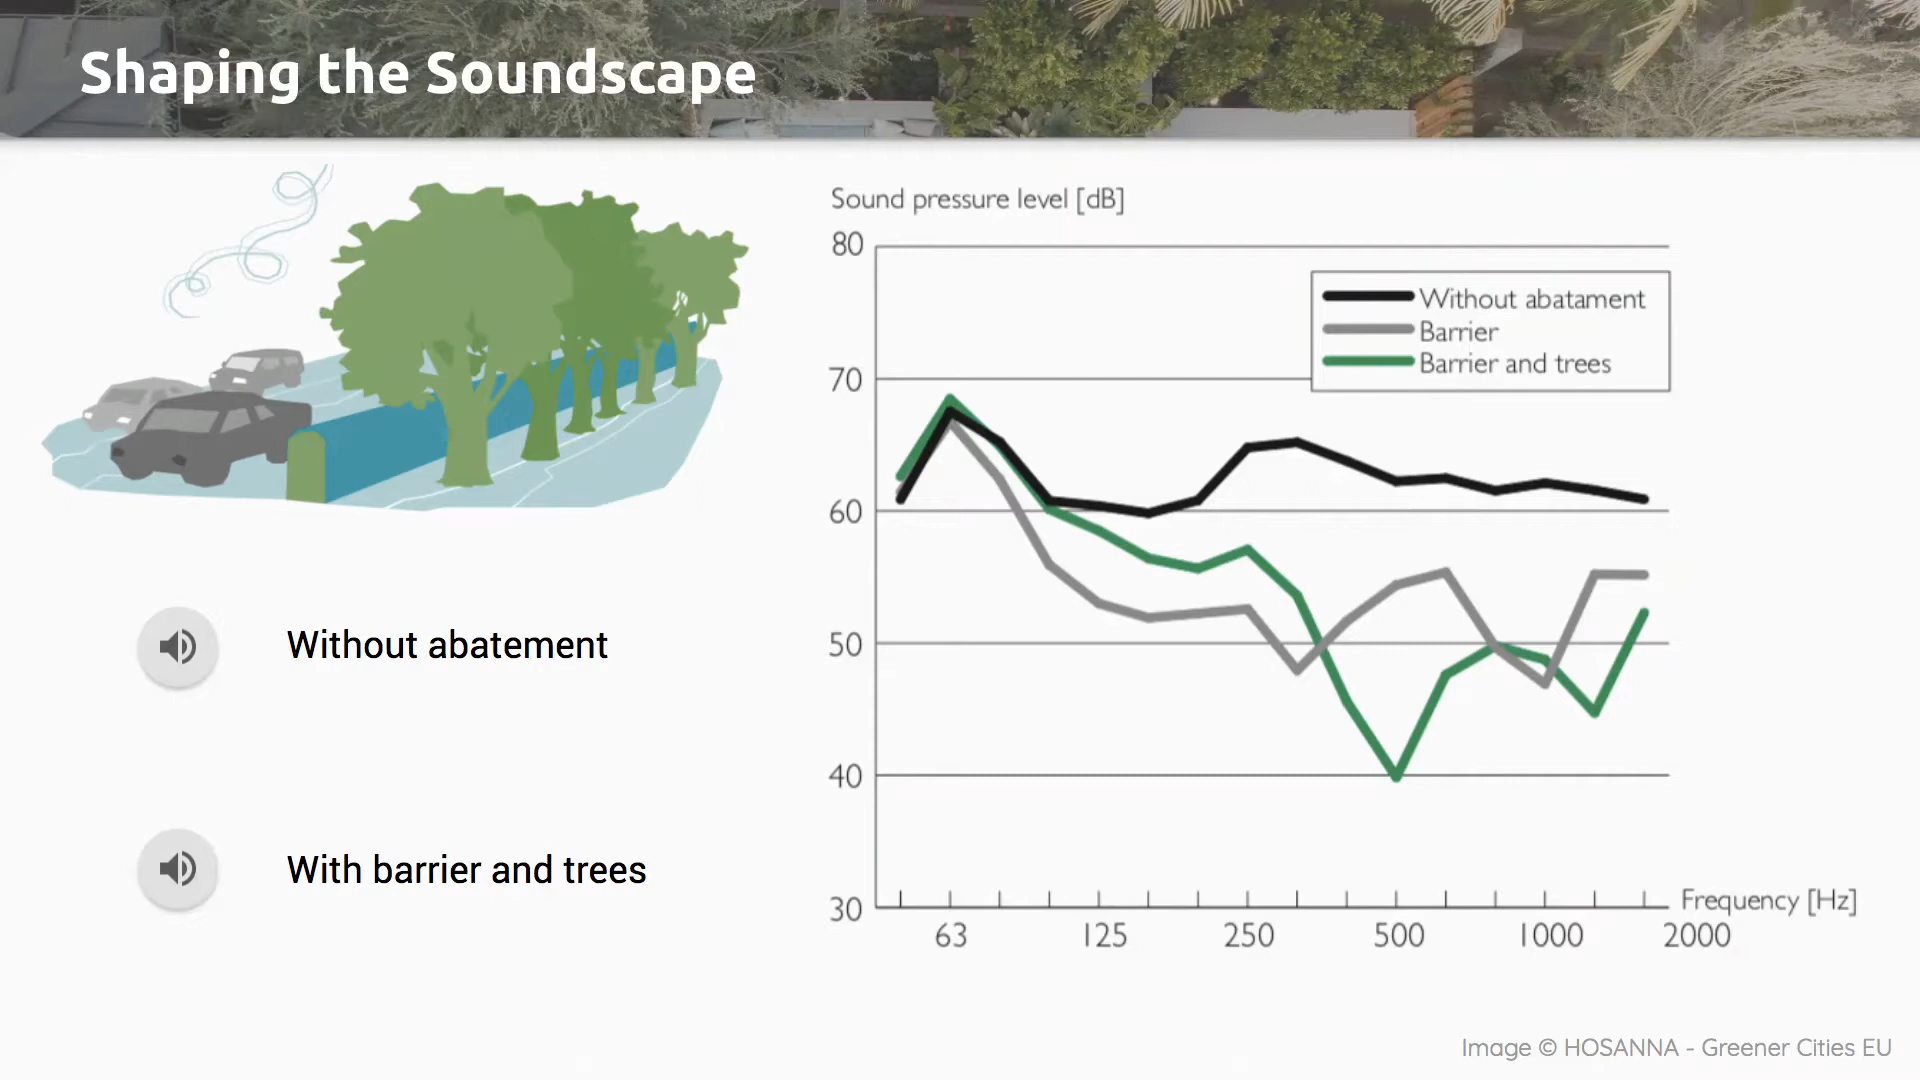 Shaping the Soundscape
Sound pressure level [dB]
80
70
60
50
40
30
Without abatament
Barrier
Barrier and trees
Frequency [Hz]
63 125 250 500 1000 2000
Without abatement
With barrier and trees
Image © HOSANNA - Greener Cities EU